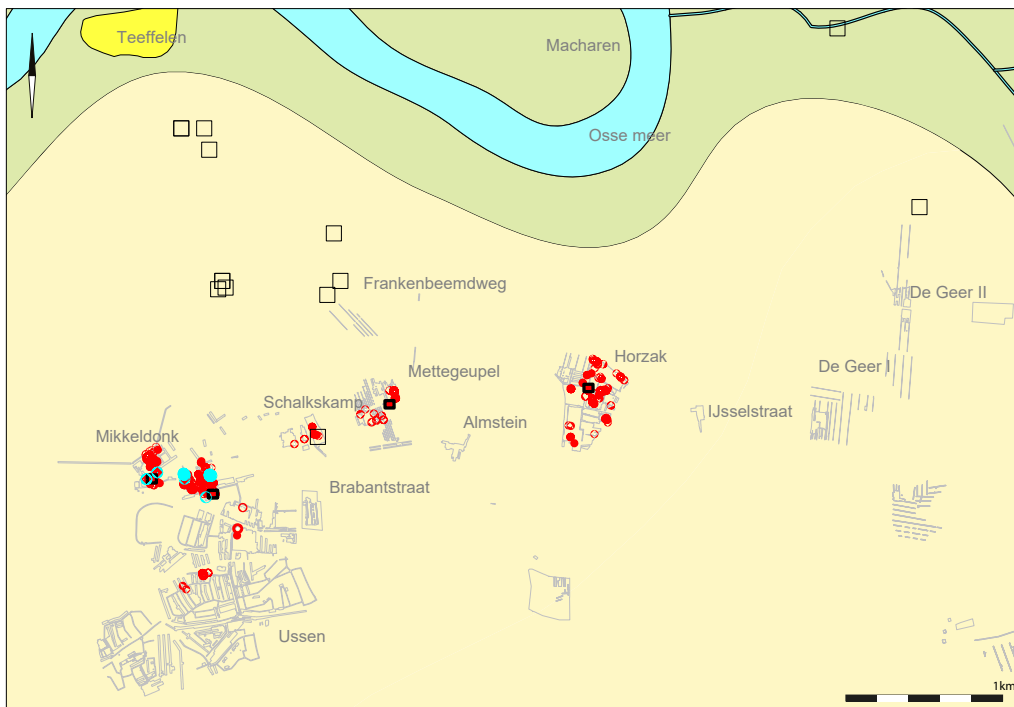 Teeffelen
Macharen
Osse meer
Frankenbeemdweg
De Geer II
Horzak
De Geer I
Mettegeupel
Schalkskamp
IJsselstraat
Almstein
Mikkeldonk
Brabantstraat
Ussen
1km